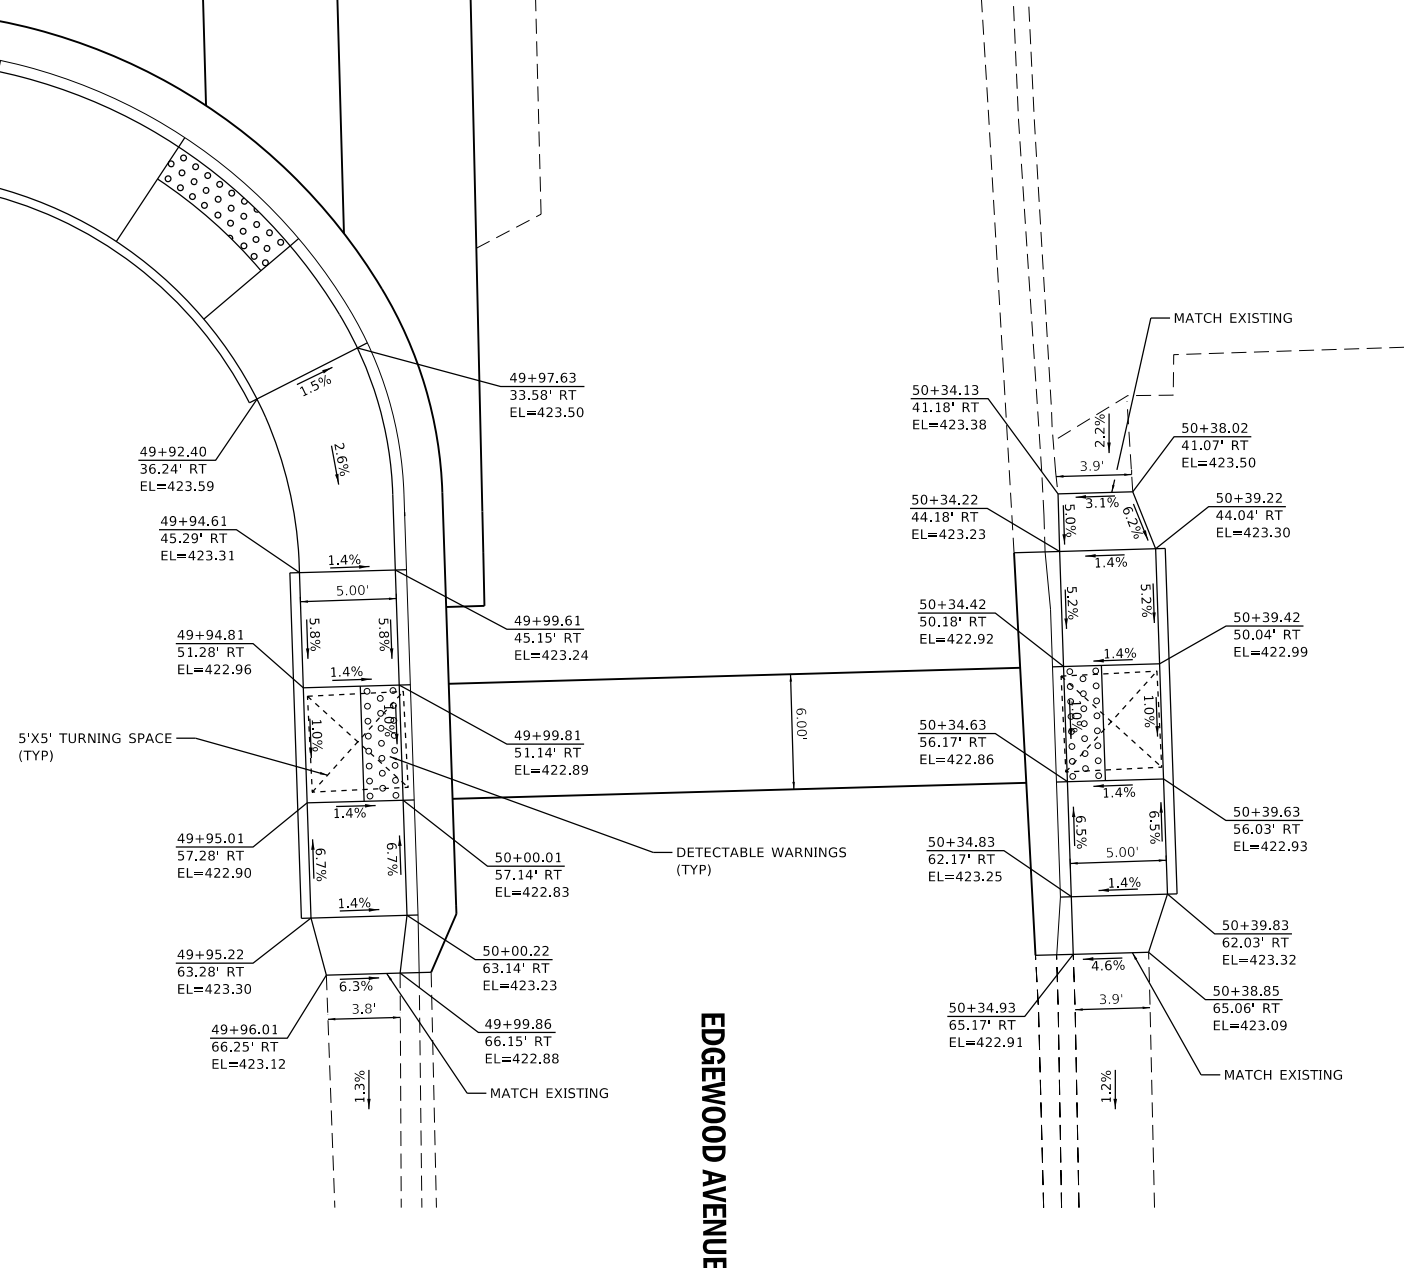 MATCH EXISTING
49+97.63
33.58' RT
EL=423.50
1.5%
50+34.13
41.18' RT
EL=423.38
2.2%
50+38.02
41.07' RT
EL=423.50
49+92.40
36.24' RT
EL=423.59
2.6%
3.9'
3.1%
50+34.22
44.18' RT
EL=423.23
5.0%
6.2%
50+39.22
44.04' RT
EL=423.30
49+94.61
45.29' RT
EL=423.31
1.4%
1.4%
5.00'
5.2%
5.2%
50+34.42
50.18' RT
EL=422.92
50+39.42
50.04' RT
EL=422.99
49+99.61
45.15' RT
EL=423.24
49+94.81
51.28' RT
EL=422.96
5.8%
5.8%
1.4%
1.4%
5'X5' TURNING SPACE
(TYP)
1.0%
1.0%
6.00'
1.0%
1.0%
49+99.81
51.14' RT
EL=422.89
50+34.63
56.17' RT
EL=422.86
1.4%
1.4%
49+95.01
57.28' RT
EL=422.90
6.7%
6.7%
50+00.01
57.14' RT
EL=422.83
DETECTABLE WARNINGS
(TYP)
50+34.83
62.17' RT
EL=423.25
6.5%
6.5%
5.00'
50+39.63
56.03' RT
EL=422.93
1.4%
1.4%
49+95.22
63.28' RT
EL=423.30
50+00.22
63.14' RT
EL=423.23
50+39.83
62.03' RT
EL=423.32
6.3%
4.6%
3.8'
3.9'
49+96.01
66.25' RT
EL=423.12
49+99.86
66.15' RT
EL=422.88
50+34.93
65.17' RT
EL=422.91
50+38.85
65.06' RT
EL=423.09
1.3%
1.2%
MATCH EXISTING
MATCH EXISTING
EDGEWOOD AVENUE